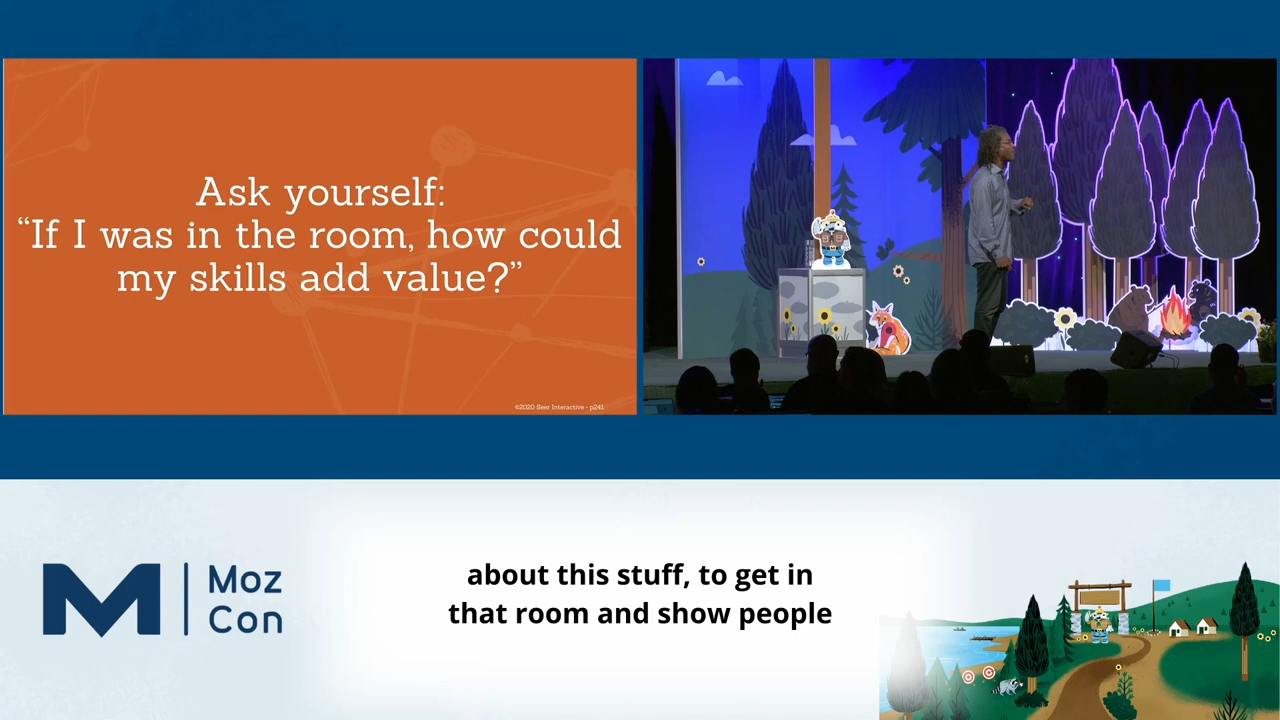 Ask yourself:
“If I was in the room, how could
my skills add value?”
©2020 Seer Interactive • p241
Moz
Con
about this stuff, to get in
that room and show people